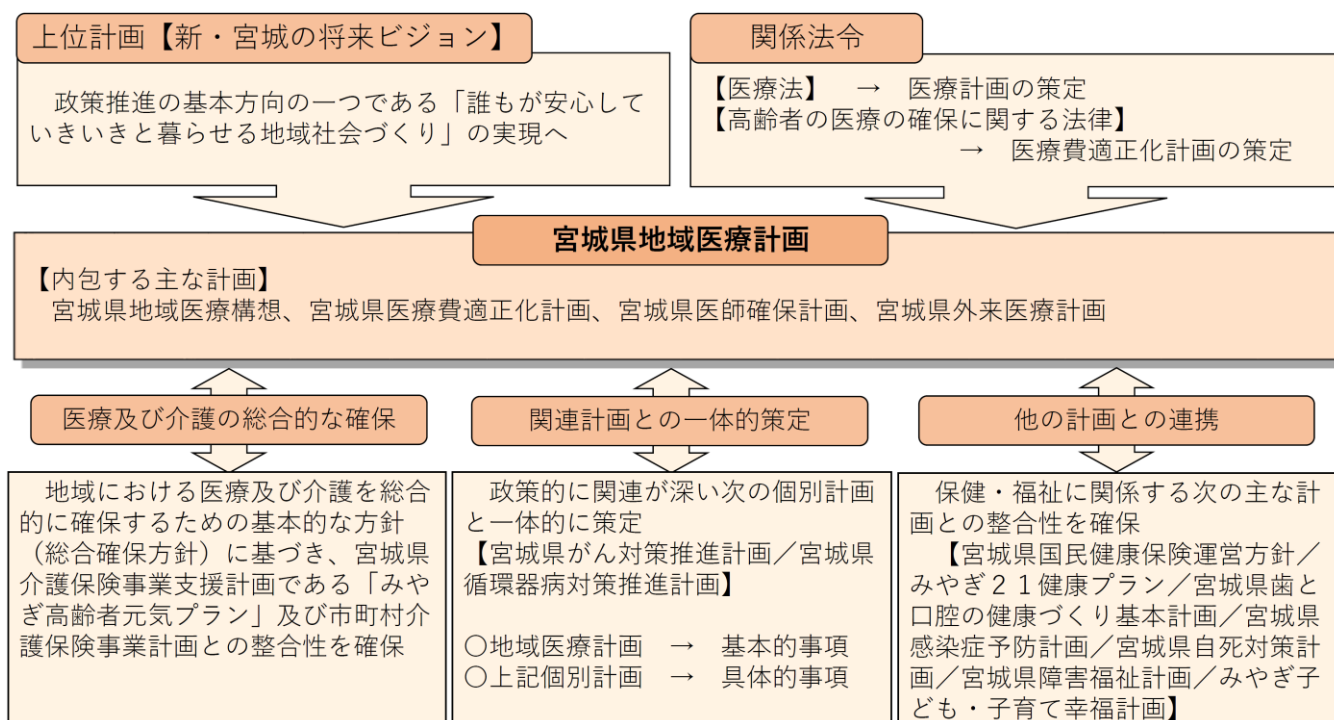 上位計画【新・宮城の将来ビジョン】
政策推進の基本方向の一つである「誰もが安心して
いきいきと暮らせる地域社会づくり」の実現へ
関係法令
【医療法】　→　医療計画の策定
【高齢者の医療の確保に関する法律】
→　医療費適正化計画の策定
宮城県地域医療計画
【内包する主な計画】
宮城県地域医療構想、宮城県医療費適正化計画、宮城県医師確保計画、宮城県外来医療計画
医療及び介護の総合的な確保
地域における医療及び介護を総合
的に確保するための基本的な方針
（総合確保方針）に基づき、宮城県
介護保険事業支援計画である「みや
ぎ高齢者元気プラン」及び市町村介
護保険事業計画との整合性を確保
関連計画との一体的策定
政策的に関連が深い次の個別計画
と一体的に策定
【宮城県がん対策推進計画／宮城県
循環器病対策推進計画】
○地域医療計画　→　基本的事項
○上記個別計画　→　具体的事項
他の計画との連携
保健・福祉に関係する次の主な計
画との整合性を確保
【宮城県国民健康保険運営方針／
みやぎ２１健康プラン／宮城県歯と
口腔の健康づくり基本計画／宮城県
感染症予防計画／宮城県自死対策計
画／宮城県障害福祉計画／みやぎ子
ども・子育て幸福計画】